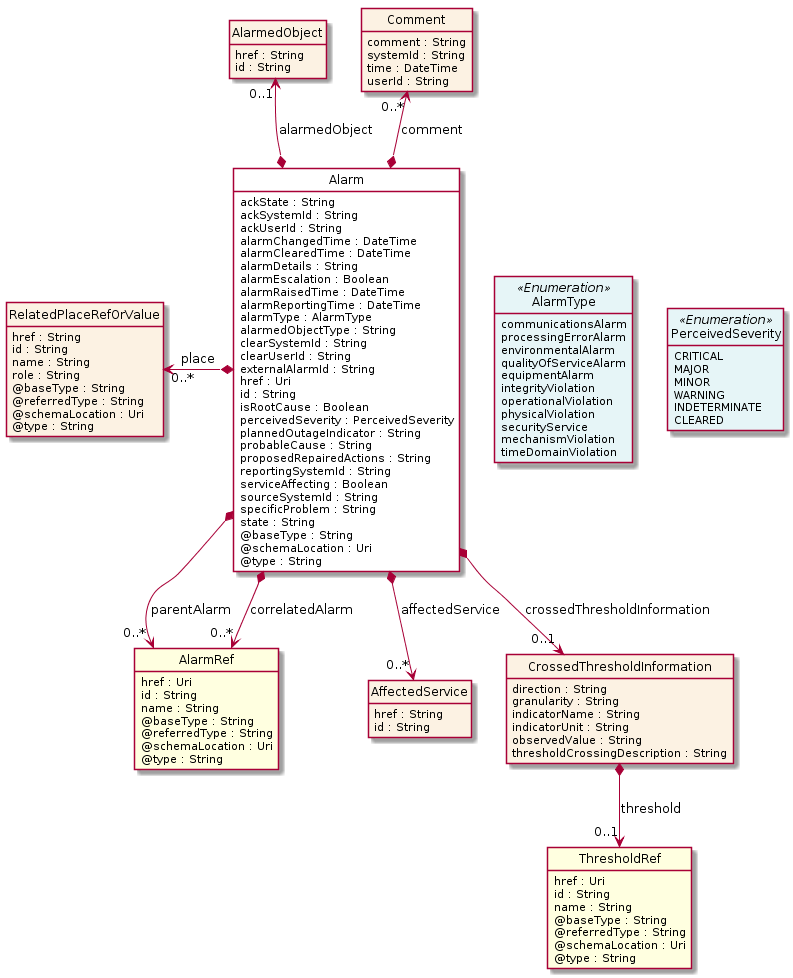 AlarmedObject
href : String
id : String
0..1
alarmedObject
Comment
comment : String
systemId : String
time : DateTime
userId : String
0..*
comment
Alarm
ackState : String
ackSystemId : String
ackUserId : String
alarmChangedTime : DateTime
alarmClearedTime : DateTime
alarmDetails : String
alarmEscalation : Boolean
alarmRaisedTime : DateTime
alarmReportingTime : DateTime
alarmType : AlarmType
alarmedObjectType : String
clearSystemId : String
clearUserId : String
externalAlarmId : String
href : Uri
id : String
isRootCause : Boolean
perceivedSeverity : PerceivedSeverity
plannedOutageIndicator : String
probableCause : String
proposedRepairedActions : String
reportingSystemId : String
serviceAffecting : Boolean
sourceSystemId : String
specificProblem : String
state : String
@baseType : String
@schemaLocation : Uri
@type : String
RelatedPlaceRefOrValue
href : String
id : String
name : String
role : String
@baseType : String
@referredType : String
@schemaLocation : Uri
@type : String
place
0..*
«Enumeration»
AlarmType
communicationsAlarm
processingErrorAlarm
environmentalAlarm
qualityOfServiceAlarm
equipmentAlarm
integrityViolation
operationalViolation
physicalViolation
securityService
mechanismViolation
timeDomainViolation
«Enumeration»
PerceivedSeverity
CRITICAL
MAJOR
MINOR
WARNING
INDETERMINATE
CLEARED
parentAlarm
0..*
correlatedAlarm
0..*
affectedService
0..*
crossedThresholdInformation
0..1
AlarmRef
href : Uri
id : String
name : String
@baseType : String
@referredType : String
@schemaLocation : Uri
@type : String
AffectedService
href : String
id : String
CrossedThresholdInformation
direction : String
granularity : String
indicatorName : String
indicatorUnit : String
observedValue : String
thresholdCrossingDescription : String
threshold
0..1
ThresholdRef
href : Uri
id : String
name : String
@baseType : String
@referredType : String
@schemaLocation : Uri
@type : String